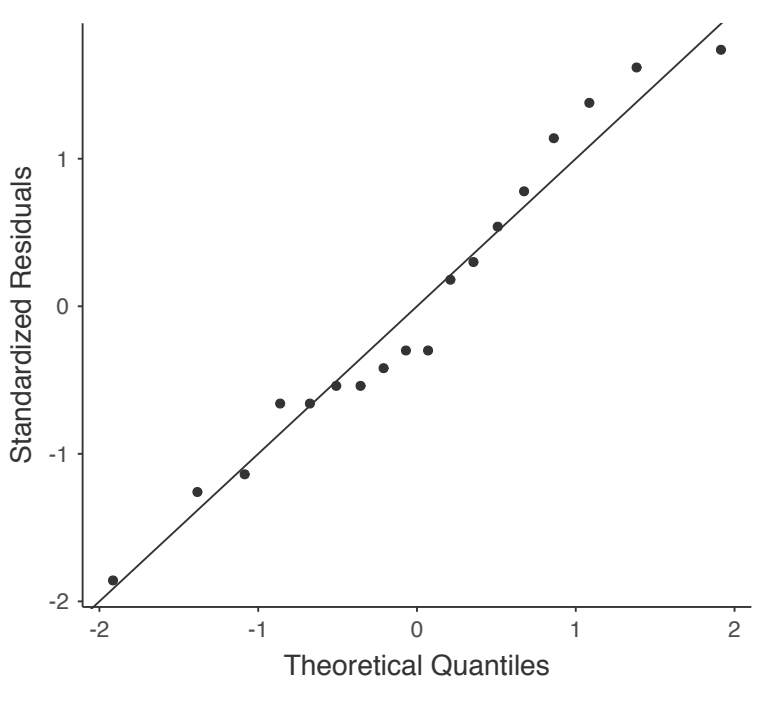 Standardized Residuals
1
0
-1
-2
-2 -1 0 1 2
Theoretical Quantiles